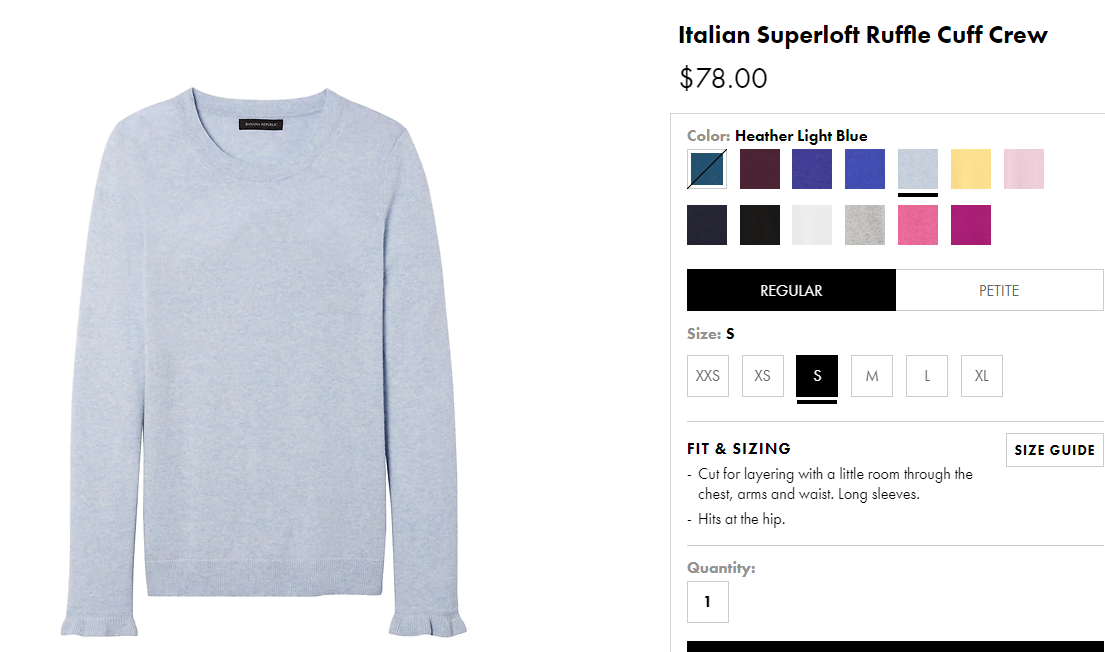 Italian Superloft Ruffle Cuff Crew
$78.00
BANANA REPUBLIC
Color: Heather Light Blue
REGULAR
PETITE
Size: S
XXS
XS
S
M
L
XL
FIT & SIZING
SIZE GUIDE
- Cut for layering with a little room through the
chest, arms and waist. Long sleeves.
- Hits at the hip.
Quantity:
1